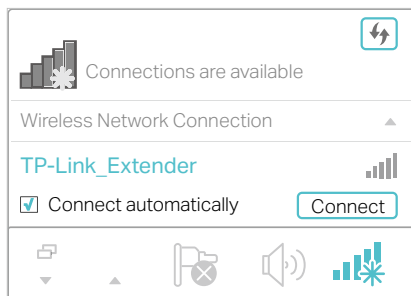 Connections are available
Wireless Network Connection
TP-Link_Extender
Connect automatically
Connect